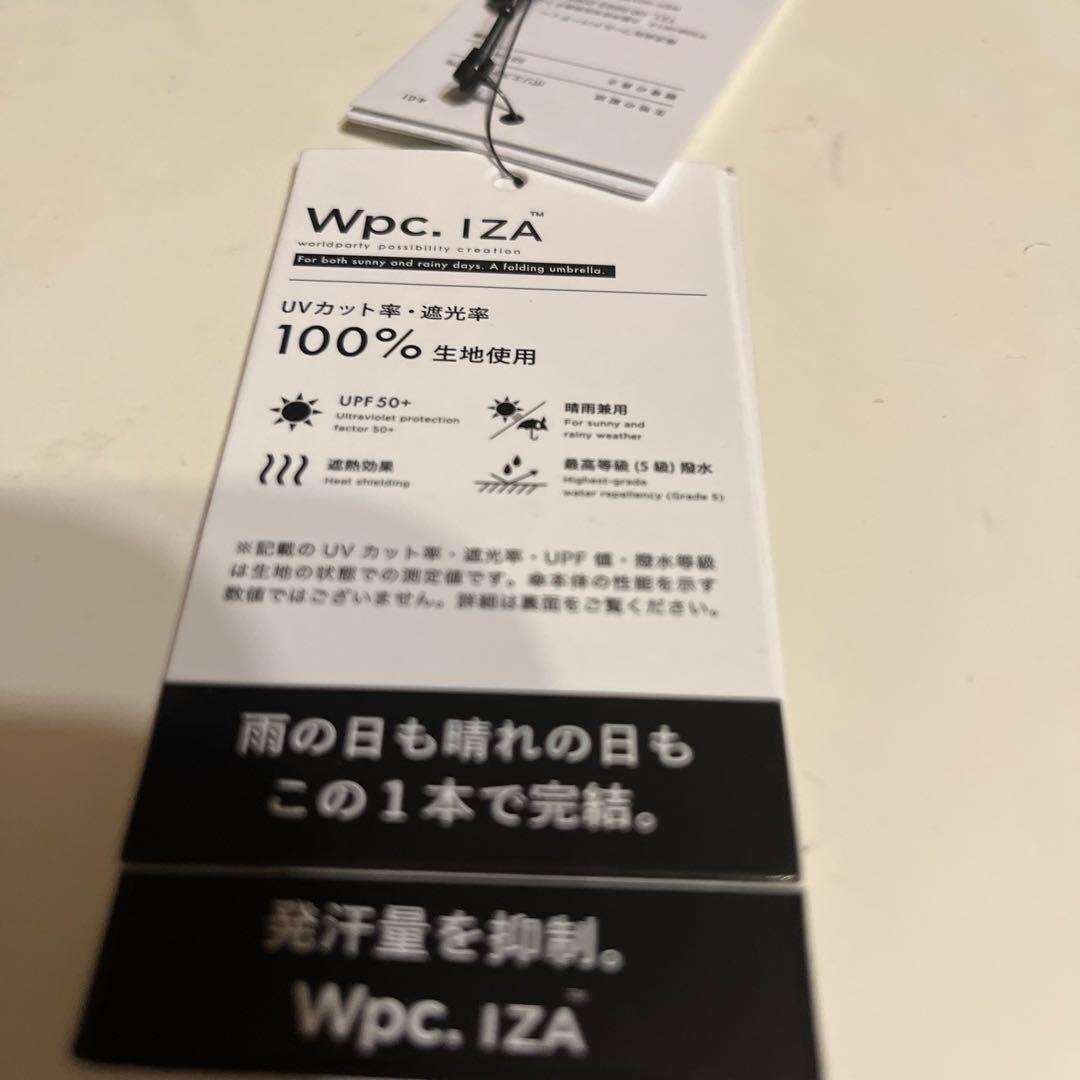 Wpc. IZA™
worldparty possibility creation
For both sunny and rainy days. A folding umbrella.
UVカット率・遮光率
100% 生地使用
UPF50+
Ultraviolet protection
factor 50+
晴雨兼用
For sunny and
rainy weather
遮熱効果
Heat shielding
最高等級(5級)撥水
Highest-grade
water repellancy (Grade 5)
※記載のUVカット率・遮光率・UPF値・撥水等級
は生地の状態での測定値です。傘本体の性能を示す
数値ではございません。詳細は裏面をご覧ください。
雨の日も晴れの日も
この1本で完結。
発汗量を抑制。
Wpc. IZA™